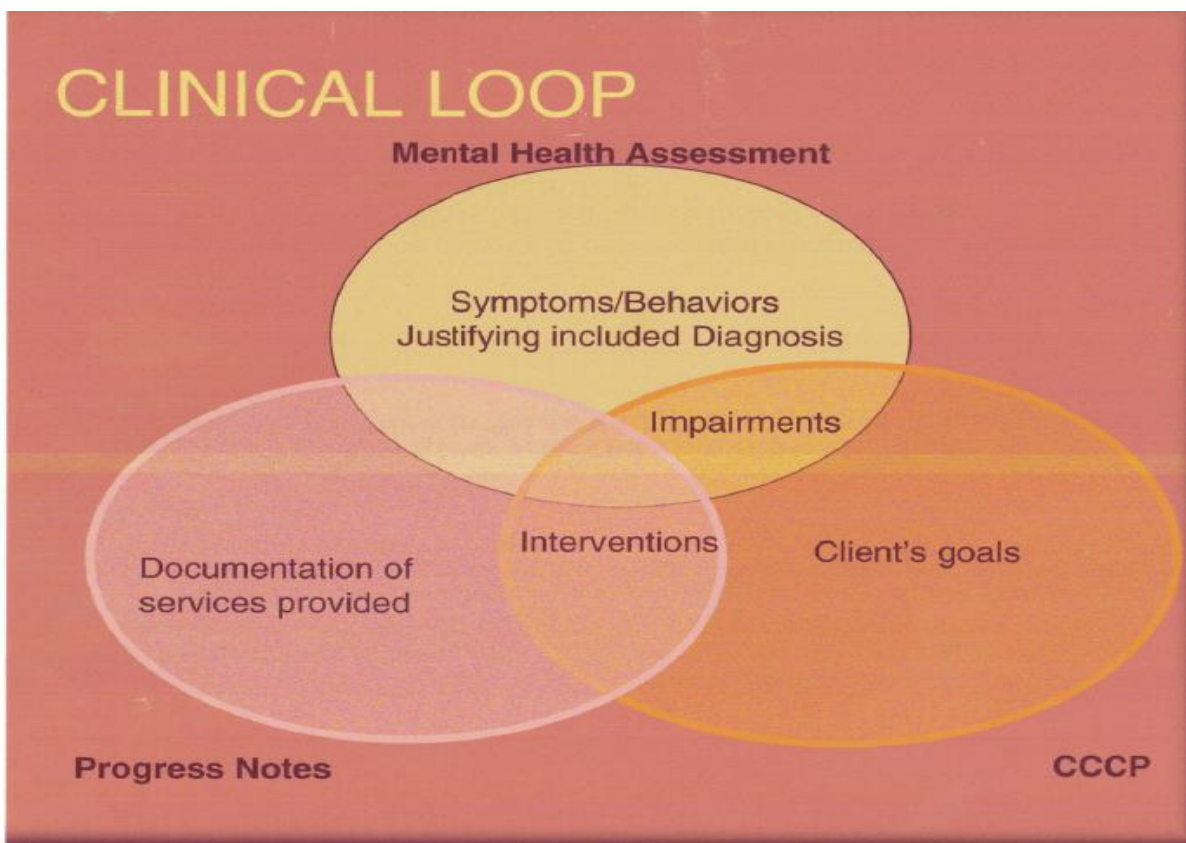 CLINICAL LOOP
Mental Health Assessment
Symptoms/Behaviors
Justifying included Diagnosis
Impairments
Interventions
Client's goals
Documentation of
services provided
Progress Notes
CCCP